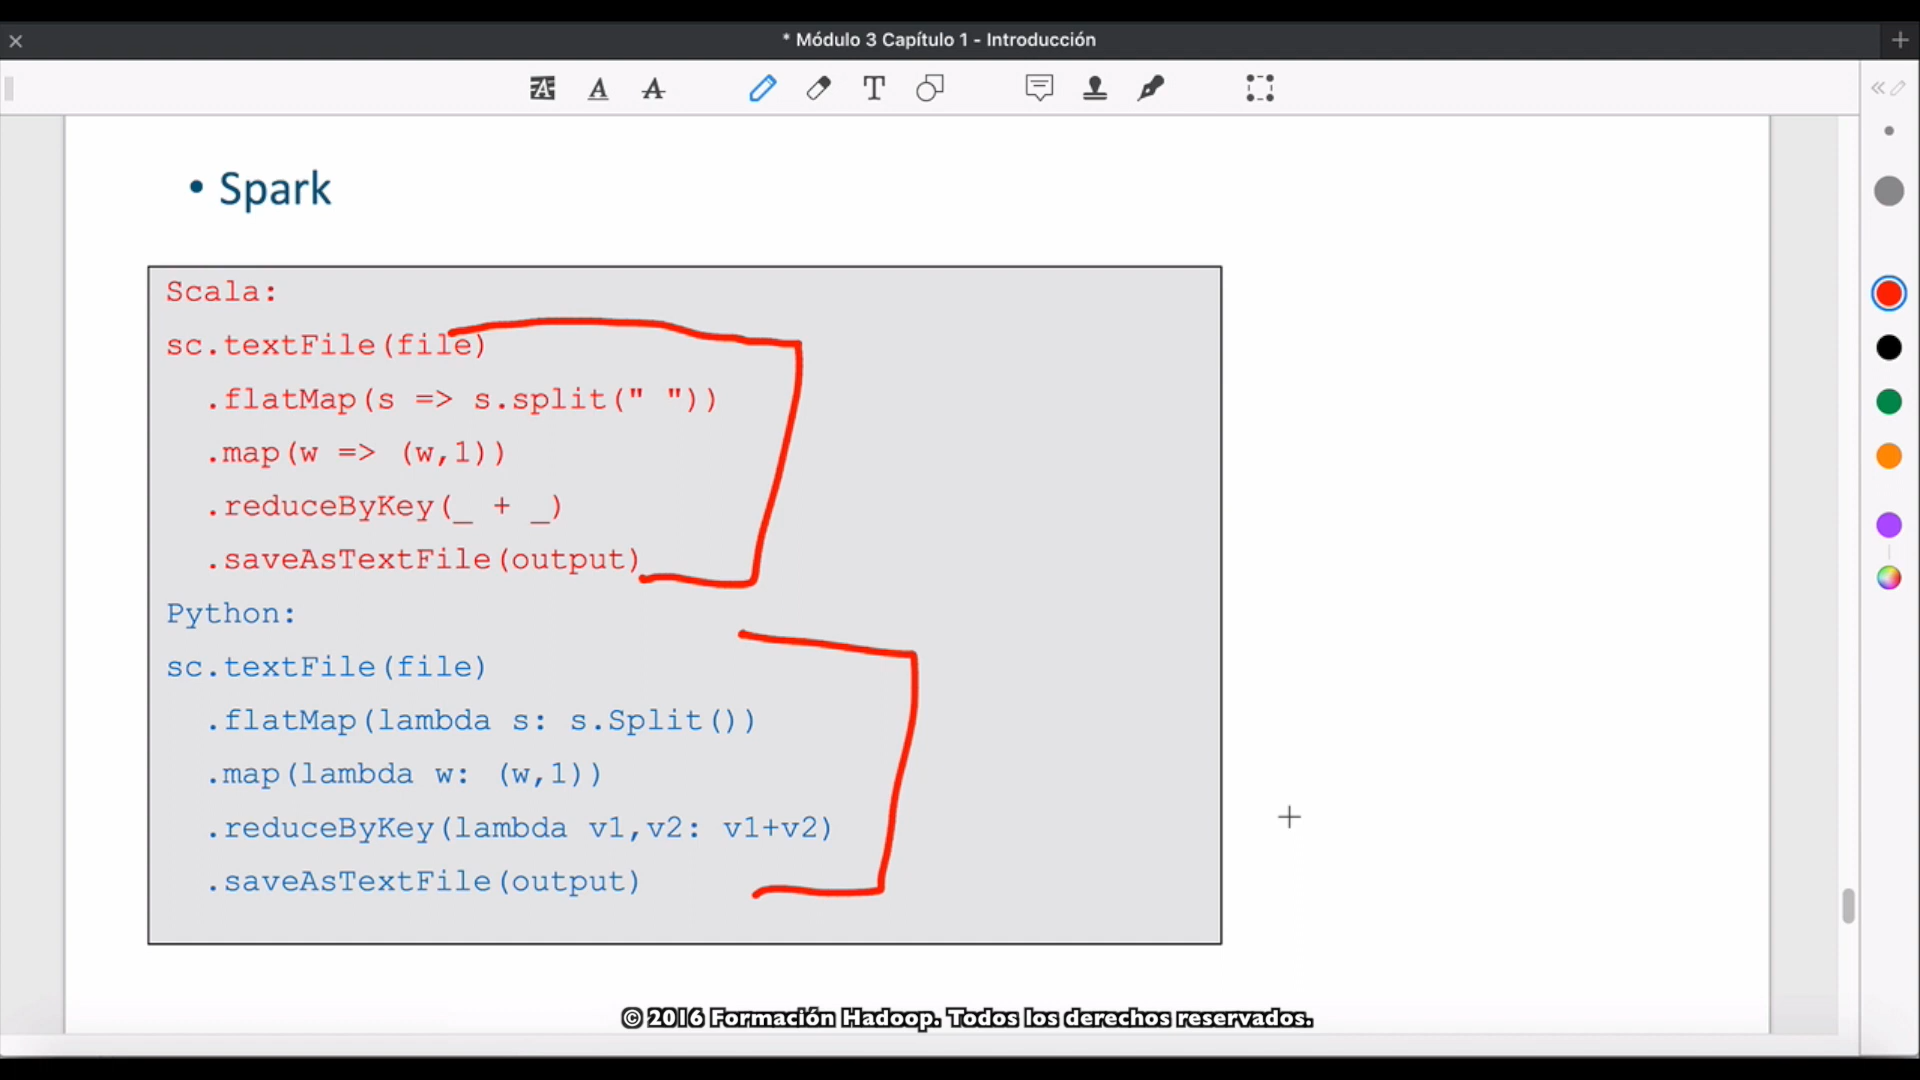 * Módulo 3 Capítulo 1 - Introducción
A A A T
• Spark
Scala:
sc.textFile(file)
.flatMap(s => s.split(" "))
.map(w => (w,1))
.reduceByKey(_ + _)
.saveAsTextFile(output)
Python:
sc.textFile(file)
.flatMap(lambda s: s.Split())
.map(lambda w: (w,1))
.reduceByKey(lambda v1,v2: v1+v2)
.saveAsTextFile(output)
© 2016 Formación Hadoop. Todos los derechos reservados.